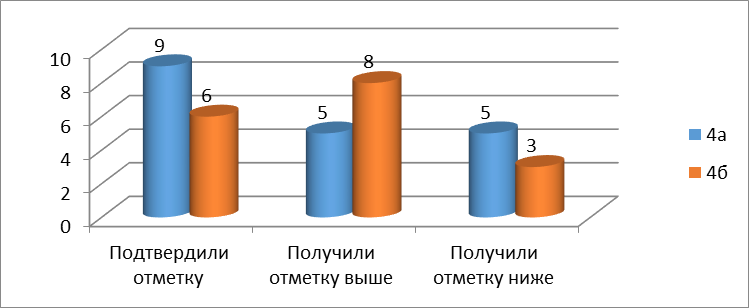 9
6
5
8
5
3
10
8
6
4
2
0
Подтвердили
отметку
Получили
отметку выше
Получили
отметку ниже
4а
4б